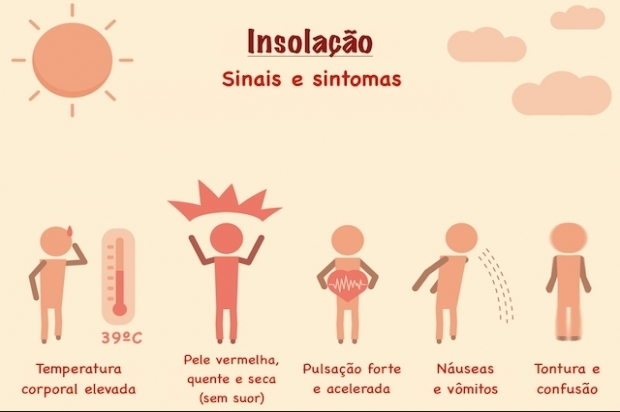 Insolação
Sinais e sintomas
39ºC
Temperatura
corporal elevada
Pele vermelha,
quente e seca
(sem suor)
Pulsação forte
e acelerada
Náuseas
e vômitos
Tontura e
confusão